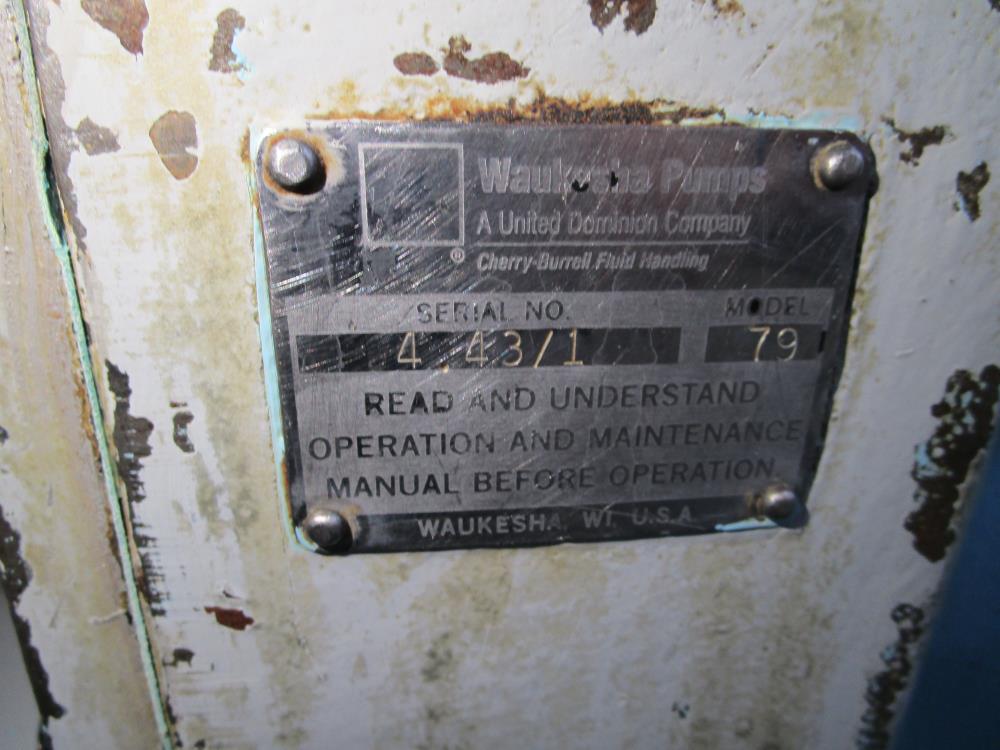 Waukesha Pumps
A United Dominion Company
®
Cherry-Burrell Fluid Handling
SERIAL NO. MODEL
4.43/1 79
READ AND UNDERSTAND
OPERATION AND MAINTENANCE
MANUAL BEFORE OPERATION.
WAUKESHA, WI, U.S.A.